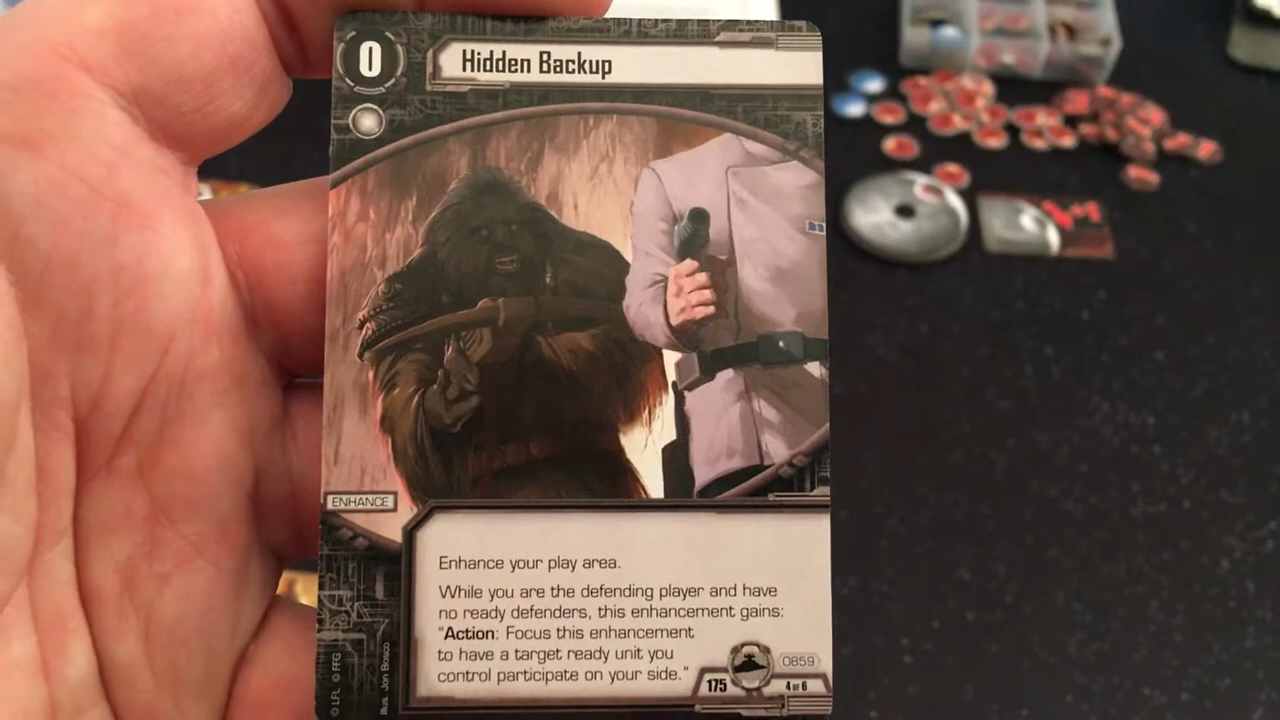 0
Hidden Backup
ENHANCE
Enhance your play area.
While you are the defending player and have
no ready defenders, this enhancement gains:
"Action: Focus this enhancement
to have a target ready unit you
control participate on your side."
0859
175
4 of 6
© LFL © FFG
Illus. Jon Bosco